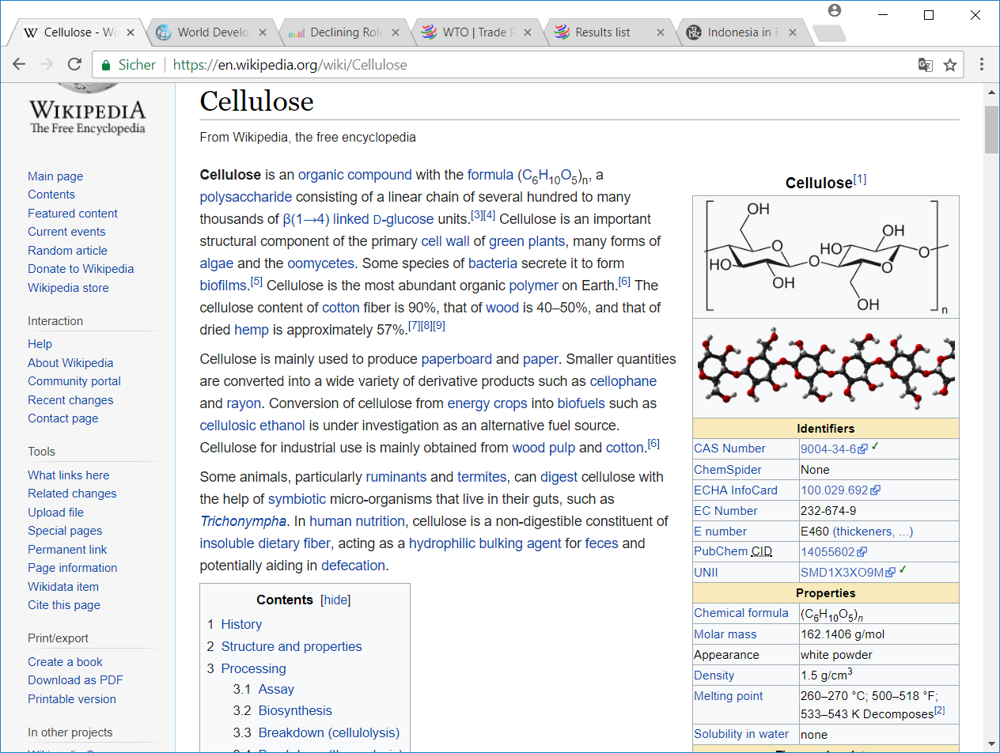 Cellulose - Wi
World Develo
Declining Role
WTO | Trade P
Results list
Indonesia in F
Sicher https://en.wikipedia.org/wiki/Cellulose
WIKIPEDIA
The Free Encyclopedia
Main page
Contents
Featured content
Current events
Random article
Donate to Wikipedia
Wikipedia store
Interaction
Help
About Wikipedia
Community portal
Recent changes
Contact page
Tools
What links here
Related changes
Upload file
Special pages
Permanent link
Page information
Wikidata item
Cite this page
Print/export
Create a book
Download as PDF
Printable version
In other projects
Cellulose
From Wikipedia, the free encyclopedia
Cellulose is an organic compound with the formula (C6H10O5)n, a
polysaccharide consisting of a linear chain of several hundred to many
thousands of β(1→4) linked D-glucose units.[3][4] Cellulose is an important
structural component of the primary cell wall of green plants, many forms of
algae and the oomycetes. Some species of bacteria secrete it to form
biofilms.[5] Cellulose is the most abundant organic polymer on Earth.[6] The
cellulose content of cotton fiber is 90%, that of wood is 40–50%, and that of
dried hemp is approximately 57%.[7][8][9]
Cellulose is mainly used to produce paperboard and paper. Smaller quantities
are converted into a wide variety of derivative products such as cellophane
and rayon. Conversion of cellulose from energy crops into biofuels such as
cellulosic ethanol is under investigation as an alternative fuel source.
Cellulose for industrial use is mainly obtained from wood pulp and cotton.[6]
Some animals, particularly ruminants and termites, can digest cellulose with
the help of symbiotic micro-organisms that live in their guts, such as
Trichonympha. In human nutrition, cellulose is a non-digestible constituent of
insoluble dietary fiber, acting as a hydrophilic bulking agent for feces and
potentially aiding in defecation.
Contents [hide]
1 History
2 Structure and properties
3 Processing
3.1 Assay
3.2 Biosynthesis
3.3 Breakdown (cellulolysis)
Cellulose[1]
OH
OH
HO
O
O
HO
O
O
OH
OH
n
Identifiers
CAS Number 9004-34-6 ✓
ChemSpider None
ECHA InfoCard 100.029.692
EC Number 232-674-9
E number E460 (thickeners, ...)
PubChem CID 14055602
UNII SMD1X3XO9M ✓
Properties
Chemical formula (C6H10O5)n
Molar mass 162.1406 g/mol
Appearance white powder
Density 1.5 g/cm3
Melting point 260–270 °C; 500–518 °F;
533–543 K Decomposes[2]
Solubility in water none